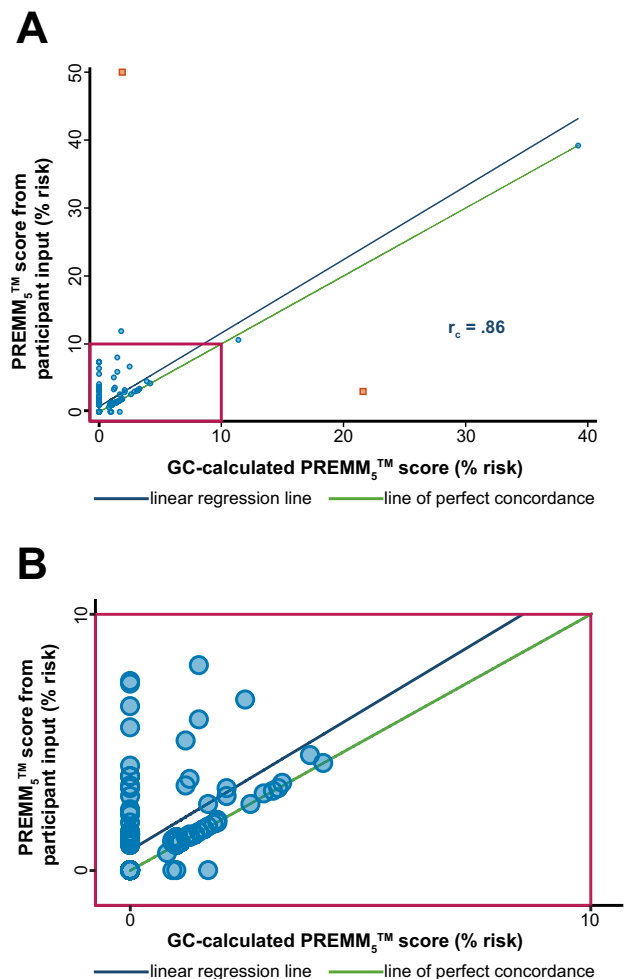 A
50
40
30
20
10
0
PREMM₅™ score from
participant input (% risk)
r꜀ = .86
0 10 20 30 40
GC-calculated PREMM₅™ score (% risk)
linear regression line line of perfect concordance
B
10
0
PREMM₅™ score from
participant input (% risk)
0 10
GC-calculated PREMM₅™ score (% risk)
linear regression line line of perfect concordance